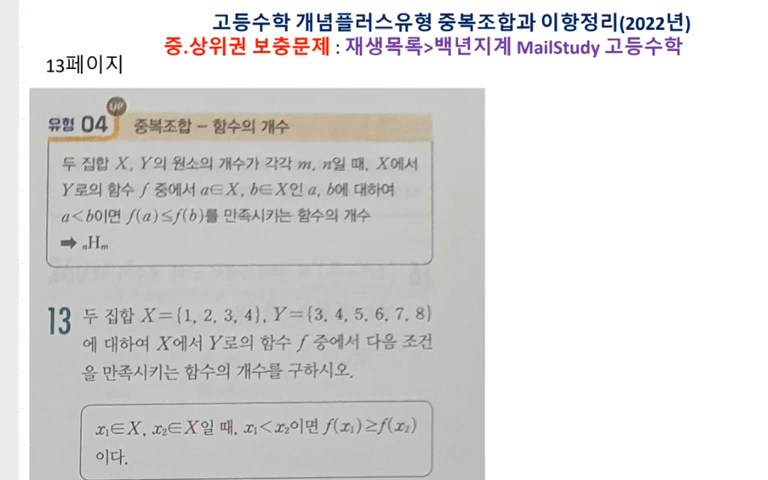 고등수학 개념플러스유형 중복조합과 이항정리(2022년)
중.상위권 보충문제 : 재생목록>백년지계 MailStudy 고등수학
13페이지
유형 04 UP 중복조합 - 함수의 개수
두 집합 X, Y의 원소의 개수가 각각 m, n일 때, X에서
Y로의 함수 f 중에서 a∈X, b∈X인 a, b에 대하여
a<b이면 f(a)≤f(b)를 만족시키는 함수의 개수
➡ ₙHₘ
13 두 집합 X={1, 2, 3, 4}, Y={3, 4, 5, 6, 7, 8}
에 대하여 X에서 Y로의 함수 f 중에서 다음 조건
을 만족시키는 함수의 개수를 구하시오.
x₁∈X, x₂∈X일 때, x₁<x₂이면 f(x₁)≥f(x₂)
이다.